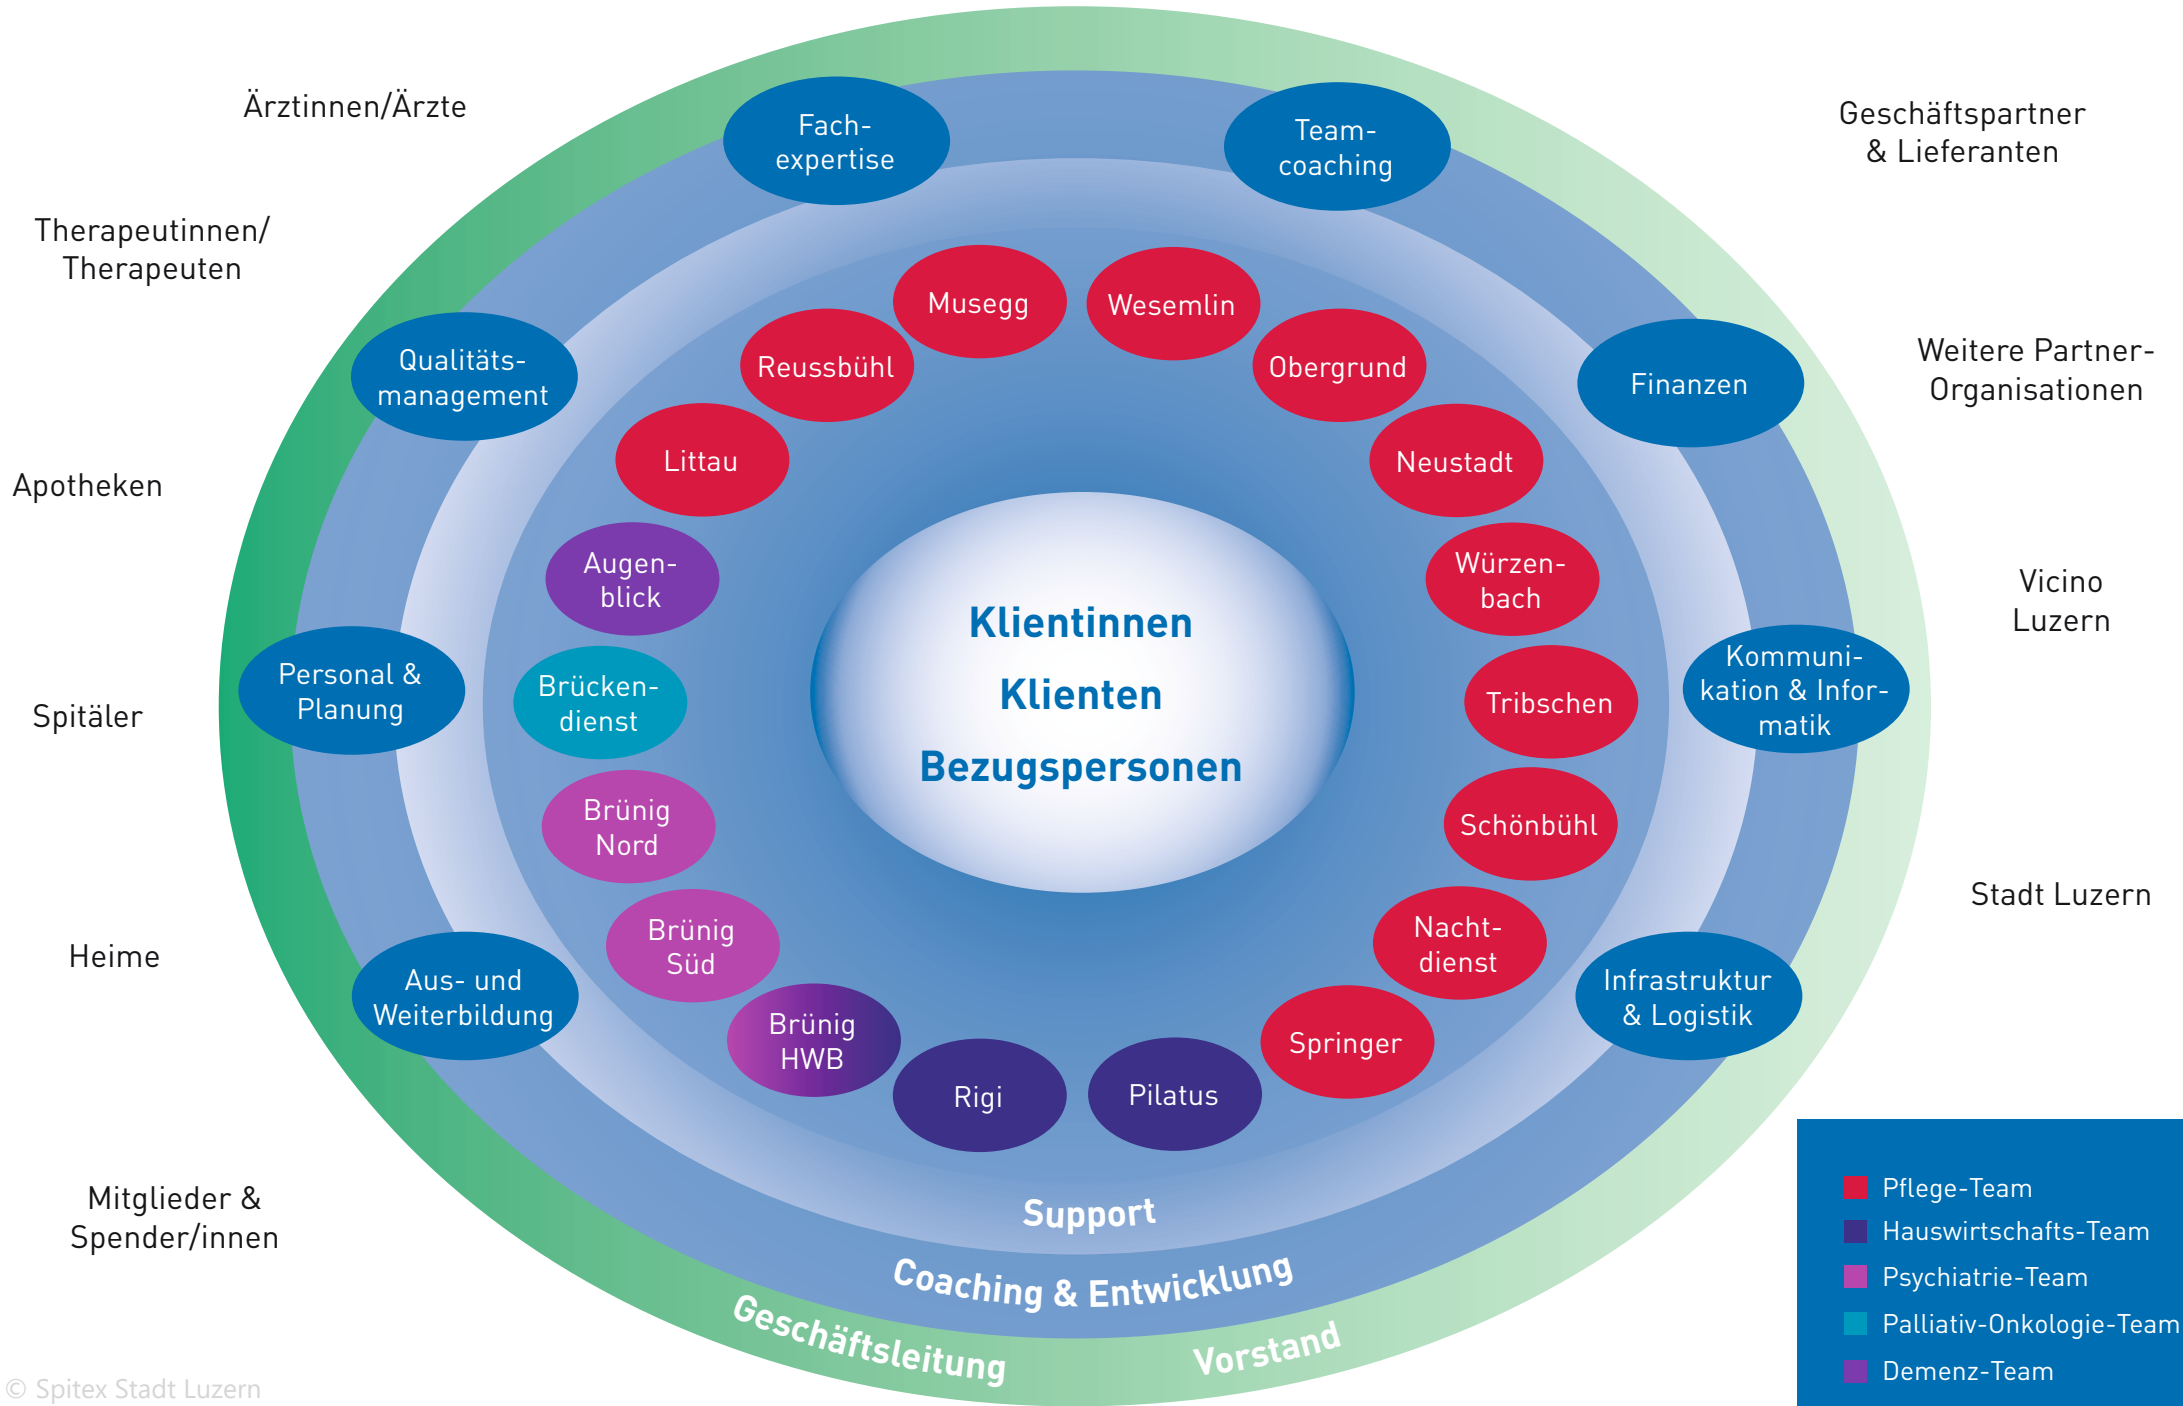 Ärztinnen/Ärzte
Therapeutinnen/
Therapeuten
Apotheken
Spitäler
Heime
Mitglieder &
Spender/innen
Geschäftspartner
& Lieferanten
Weitere Partner-
Organisationen
Vicino
Luzern
Stadt Luzern
Fach-
expertise
Team-
coaching
Qualitäts-
management
Finanzen
Personal &
Planung
Kommuni-
kation & Infor-
matik
Aus- und
Weiterbildung
Infrastruktur
& Logistik
Musegg
Wesemlin
Reussbühl
Obergrund
Littau
Neustadt
Augen-
blick
Würzen-
bach
Brücken-
dienst
Tribschen
Brünig
Nord
Schönbühl
Brünig
Süd
Nacht-
dienst
Brünig
HWB
Springer
Rigi
Pilatus
Klientinnen
Klienten
Bezugspersonen
Support
Coaching & Entwicklung
Geschäftsleitung
Vorstand
Pflege-Team
Hauswirtschafts-Team
Psychiatrie-Team
Palliativ-Onkologie-Team
Demenz-Team
© Spitex Stadt Luzern